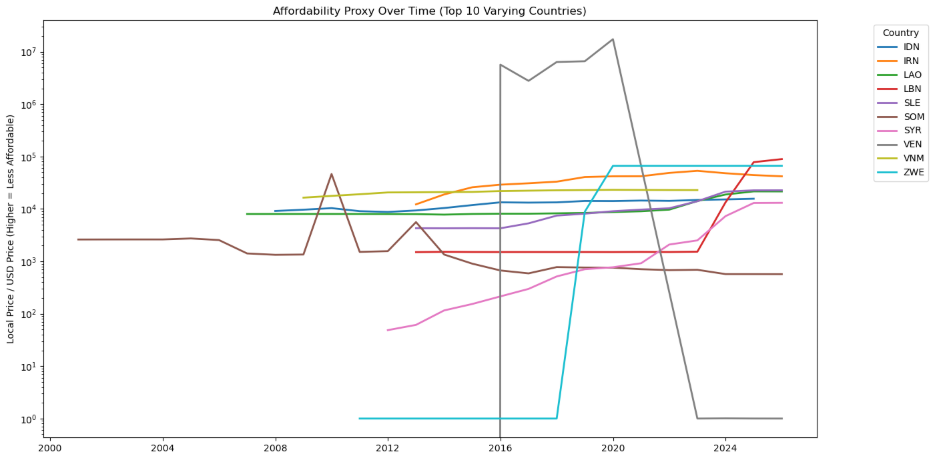 Affordability Proxy Over Time (Top 10 Varying Countries)
Local Price / USD Price (Higher = Less Affordable)
10⁷
10⁶
10⁵
10⁴
10³
10²
10¹
10⁰
2000
2004
2008
2012
2016
2020
2024
Country
IDN
IRN
LAO
LBN
SLE
SOM
SYR
VEN
VNM
ZWE